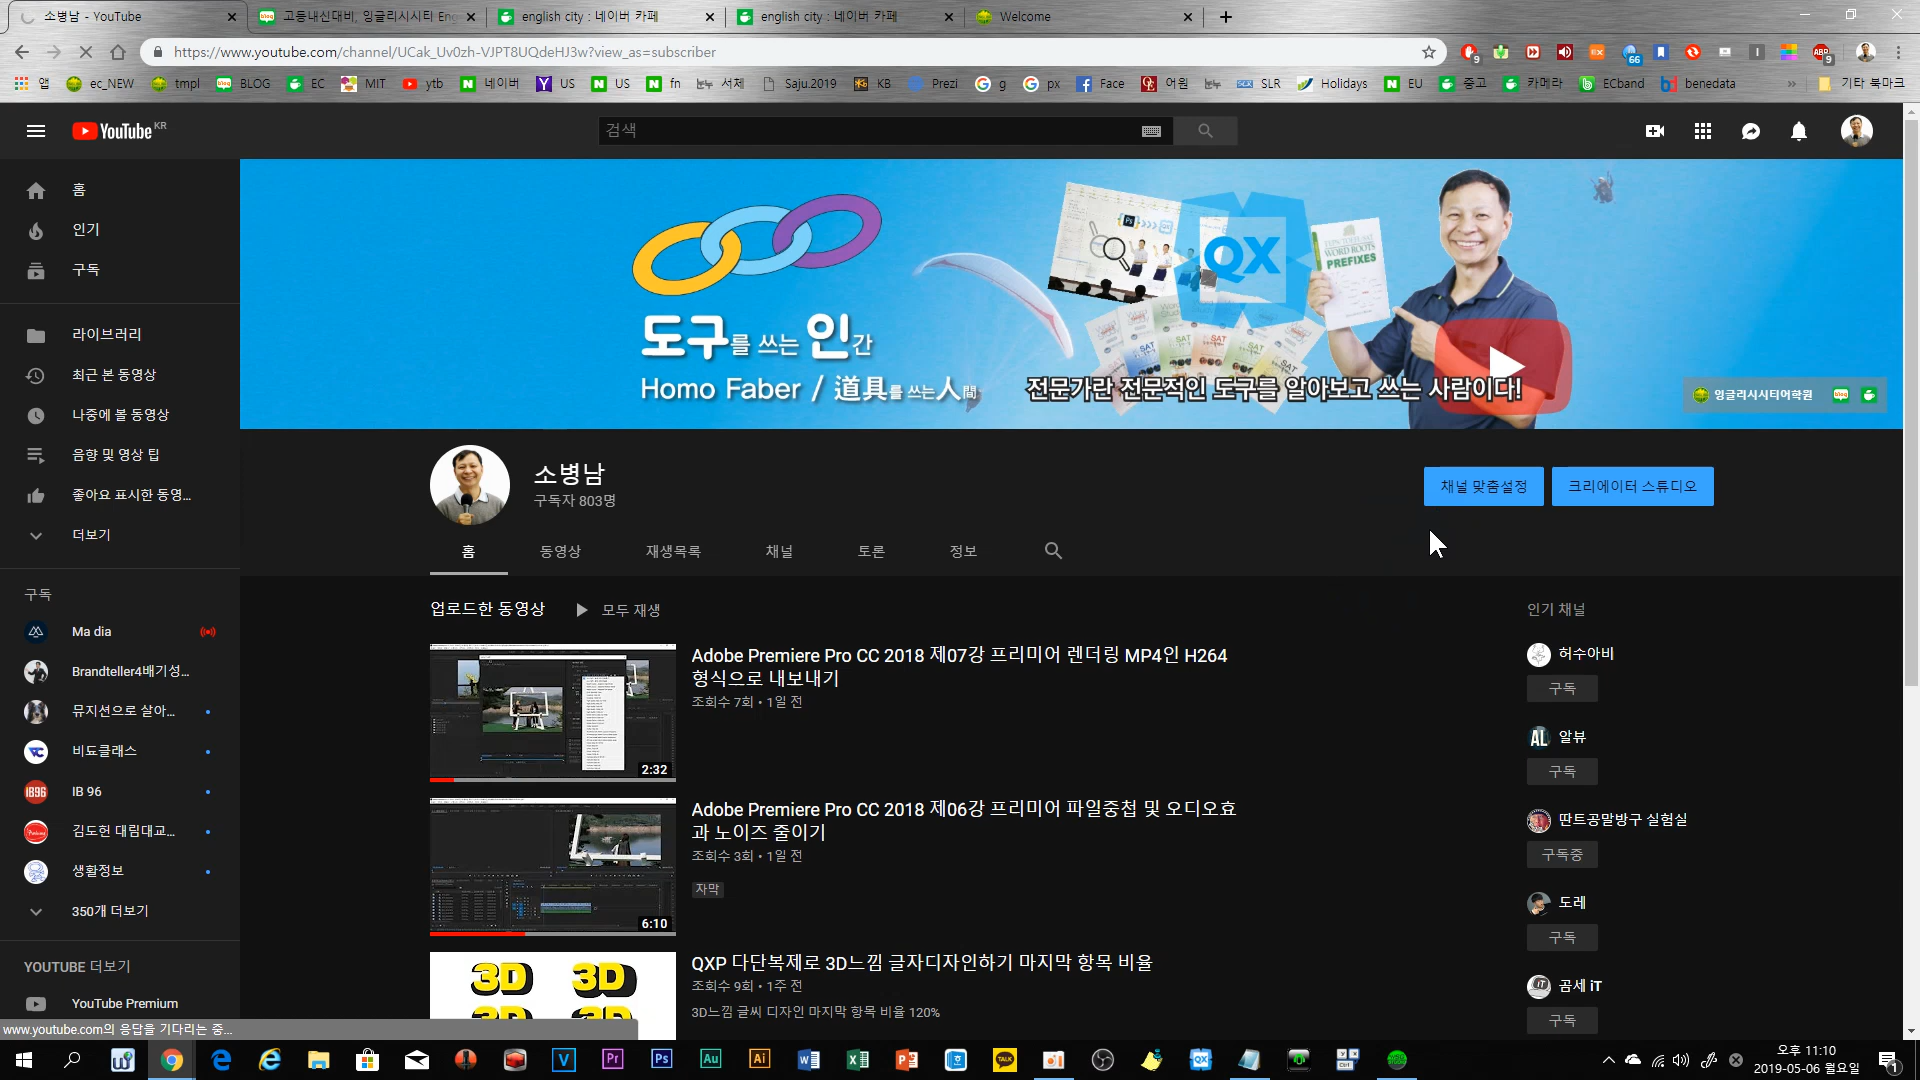 소병남 - YouTube
고등내신대비, 잉글리시시티 Eng
english city : 네이버 카페
english city : 네이버 카페
Welcome
https://www.youtube.com/channel/UCak_Uv0zh-VJPT8UQdeHJ3w?view_as=subscriber
앱 ec_NEW tmpl BLOG EC MIT ytb 네이버 US US fn 눈누 서체 Saju.2019 KB Prezi g px Face 어원 눈누 SLR Holidays EU 중고 카메라 ECband benedata » 기타 북마크
YouTube KR
검색
홈
인기
구독
라이브러리
최근 본 동영상
나중에 볼 동영상
음향 및 영상 팁
좋아요 표시한 동영...
더보기
구독
Ma dia
Brandteller4배기성...
뮤지션으로 살아...
비됴클래스
IB 96
김도헌 대림대교...
생활정보
350개 더보기
YOUTUBE 더보기
YouTube Premium
www.youtube.com의 응답을 기다리는 중...
도구를 쓰는 인간
Homo Faber / 道具를 쓰는人間
QX
WORD ROOTS
PREFIXES
SAT SAT SAT SAT
전문가란 전문적인 도구를 알아보고 쓰는 사람이다!
잉글리시시티어학원
소병남
구독자 803명
채널 맞춤설정
크리에이터 스튜디오
홈 동영상 재생목록 채널 토론 정보
업로드한 동영상 모두 재생
Adobe Premiere Pro CC 2018 제07강 프리미어 렌더링 MP4인 H264
형식으로 내보내기
조회수 7회 • 1일 전
2:32
Adobe Premiere Pro CC 2018 제06강 프리미어 파일중첩 및 오디오효
과 노이즈 줄이기
조회수 3회 • 1일 전
자막
6:10
QXP 다단복제로 3D느낌 글자디자인하기 마지막 항목 비율
조회수 9회 • 1주 전
3D느낌 글씨 디자인 마지막 항목 비율 120%
3D 3D
인기 채널
허수아비
구독
알뷰
구독
딴트공말방구 실험실
구독중
도레
구독
곰세 iT
구독
오후 11:10
2019-05-06 월요일